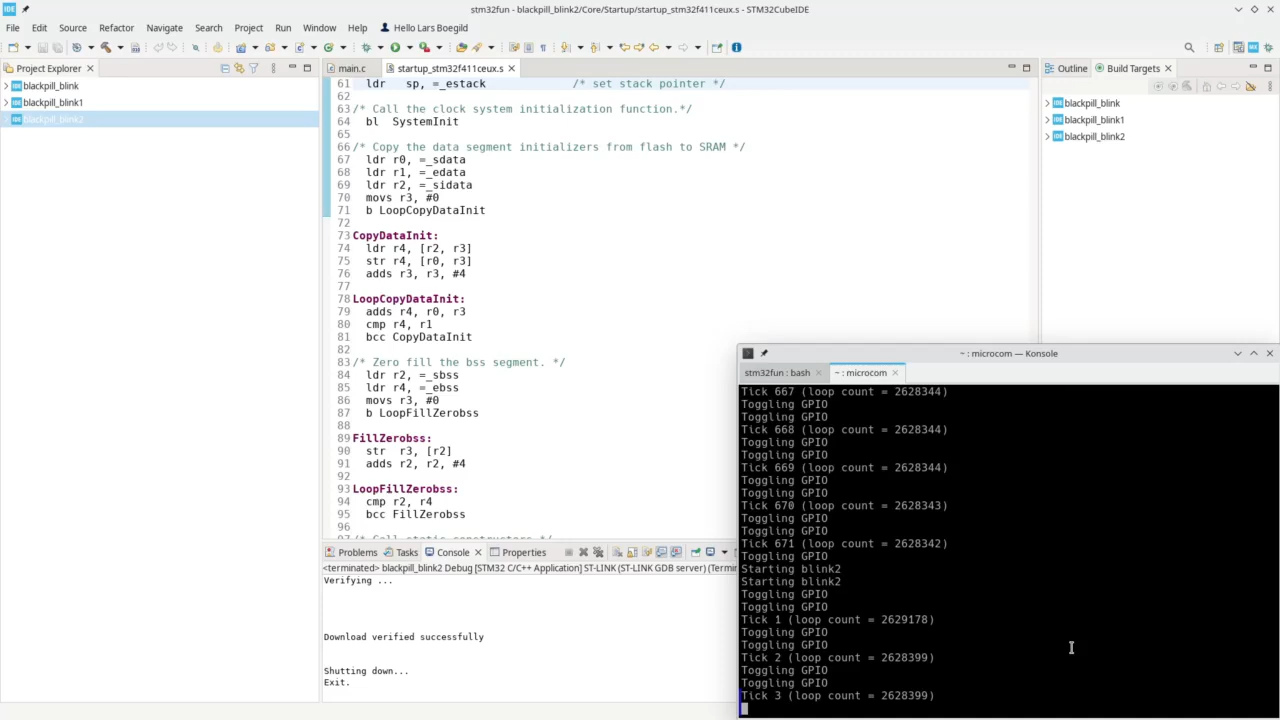 stm32fun - blackpill_blink2/Core/Startup/startup_stm32f411ceux.s - STM32CubeIDE
File Edit Source Refactor Navigate Search Project Run Window Help Hello Lars Boegild
Project Explorer
blackpill_blink
blackpill_blink1
blackpill_blink2
main.c startup_stm32f411ceux.s
61 ldr   sp, =_estack             /* set stack pointer */
62
63 /* Call the clock system initialization function.*/
64   bl  SystemInit
65
66 /* Copy the data segment initializers from flash to SRAM */
67   ldr r0, =_sdata
68   ldr r1, =_edata
69   ldr r2, =_sidata
70   movs r3, #0
71   b LoopCopyDataInit
72
73 CopyDataInit:
74   ldr r4, [r2, r3]
75   str r4, [r0, r3]
76   adds r3, r3, #4
77
78 LoopCopyDataInit:
79   adds r4, r0, r3
80   cmp r4, r1
81   bcc CopyDataInit
82
83 /* Zero fill the bss segment. */
84   ldr r2, =_sbss
85   ldr r4, =_ebss
86   movs r3, #0
87   b LoopFillZerobss
88
89 FillZerobss:
90   str  r3, [r2]
91   adds r2, r2, #4
92
93 LoopFillZerobss:
94   cmp r2, r4
95   bcc FillZerobss
96
Outline Build Targets
blackpill_blink
blackpill_blink1
blackpill_blink2
Problems Tasks Console Properties
<terminated> blackpill_blink2 Debug [STM32 C/C++ Application] ST-LINK (ST-LINK GDB server) (Termi
Verifying ...
Download verified successfully
Shutting down...
Exit.
~ : microcom — Konsole
stm32fun : bash ~ : microcom
Tick 667 (loop count = 2628344)
Toggling GPIO
Toggling GPIO
Tick 668 (loop count = 2628344)
Toggling GPIO
Toggling GPIO
Tick 669 (loop count = 2628344)
Toggling GPIO
Toggling GPIO
Tick 670 (loop count = 2628343)
Toggling GPIO
Toggling GPIO
Tick 671 (loop count = 2628342)
Toggling GPIO
Starting blink2
Starting blink2
Toggling GPIO
Toggling GPIO
Tick 1 (loop count = 2629178)
Toggling GPIO
Toggling GPIO
Tick 2 (loop count = 2628399)
Toggling GPIO
Toggling GPIO
Tick 3 (loop count = 2628399)